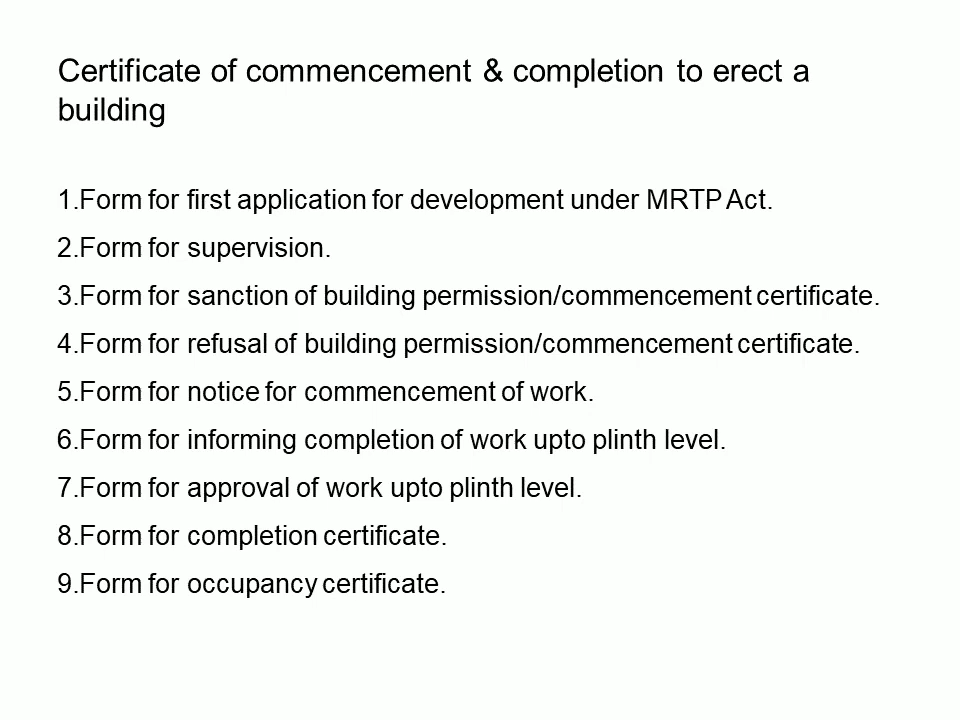 Certificate of commencement & completion to erect a
building
1.Form for first application for development under MRTP Act.
2.Form for supervision.
3.Form for sanction of building permission/commencement certificate.
4.Form for refusal of building permission/commencement certificate.
5.Form for notice for commencement of work.
6.Form for informing completion of work upto plinth level.
7.Form for approval of work upto plinth level.
8.Form for completion certificate.
9.Form for occupancy certificate.